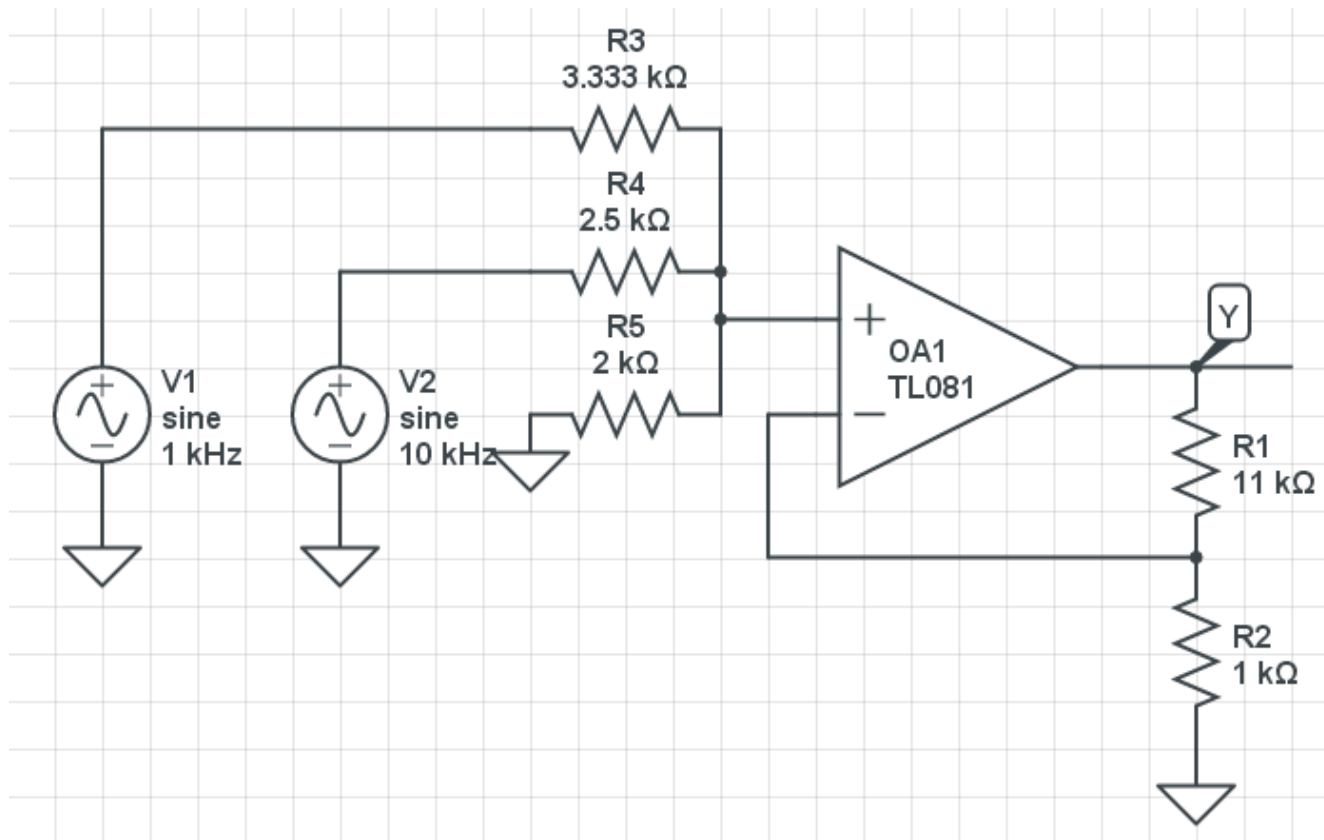 R3
3.333 kΩ
R4
2.5 kΩ
R5
2 kΩ
V1
sine
1 kHz
V2
sine
10 kHz
+
−
OA1
TL081
Y
R1
11 kΩ
R2
1 kΩ